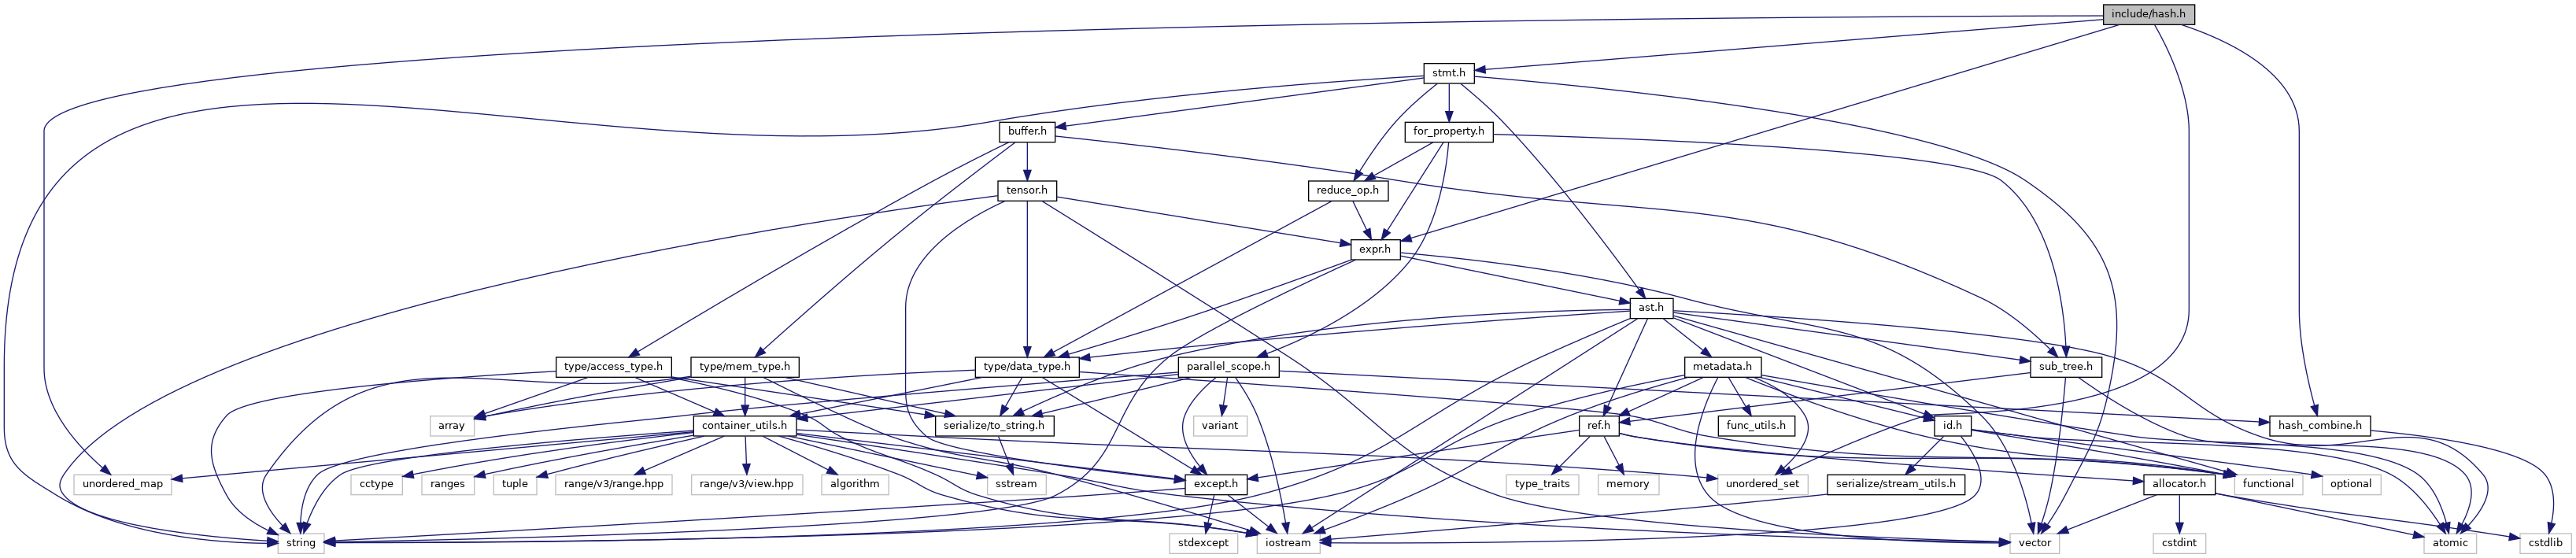 include/hash.h
stmt.h
buffer.h
for_property.h
tensor.h
reduce_op.h
expr.h
ast.h
type/access_type.h
type/mem_type.h
type/data_type.h
parallel_scope.h
metadata.h
sub_tree.h
array
container_utils.h
serialize/to_string.h
variant
ref.h
func_utils.h
id.h
hash_combine.h
unordered_map
cctype
ranges
tuple
range/v3/range.hpp
range/v3/view.hpp
algorithm
sstream
except.h
type_traits
memory
unordered_set
serialize/stream_utils.h
allocator.h
functional
optional
string
stdexcept
iostream
vector
cstdint
atomic
cstdlib